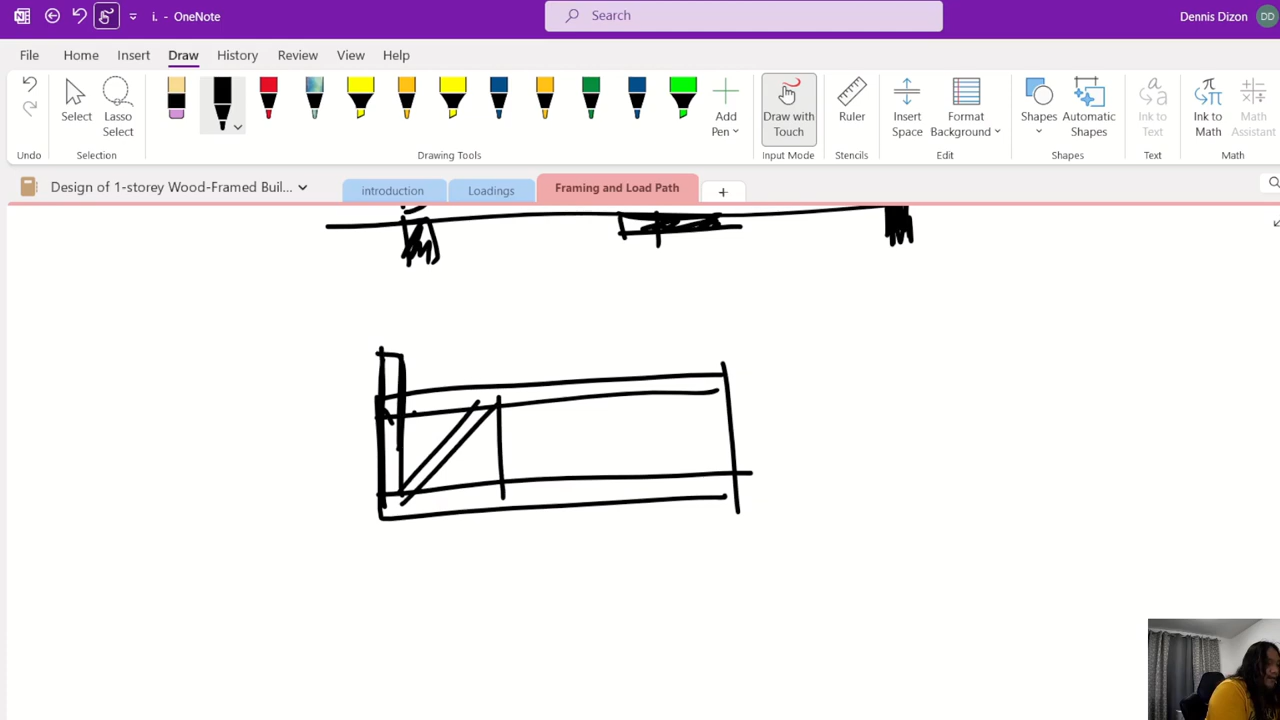 i. - OneNote
Search
Dennis Dizon
DD
File Home Insert Draw History Review View Help
Select
Lasso Select
Add Pen
Draw with Touch
Ruler
Insert Space
Format Background
Shapes
Automatic Shapes
Ink to Text
Ink to Math
Math Assistant
Undo
Selection
Drawing Tools
Input Mode
Stencils
Edit
Shapes
Text
Math
Design of 1-storey Wood-Framed Buil...
introduction
Loadings
Framing and Load Path